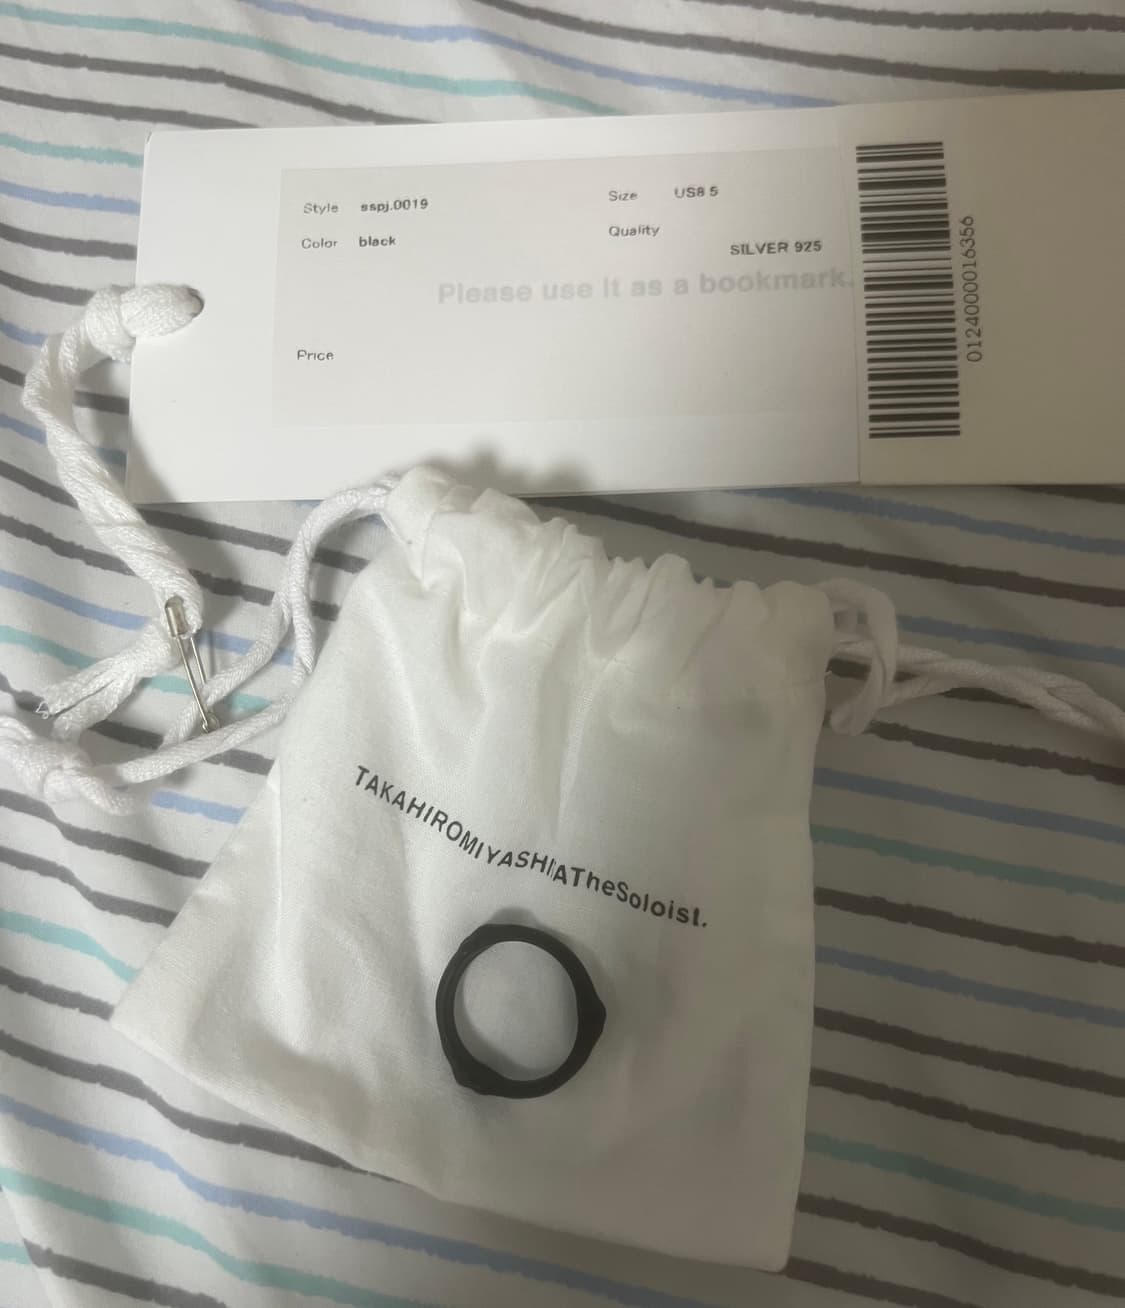 Style sspj.0019
Color black
Size US8 5
Quality
SILVER 925
Please use it as a bookmark.
Price
0124000016356
TAKAHIROMIYASHITATheSoloist.